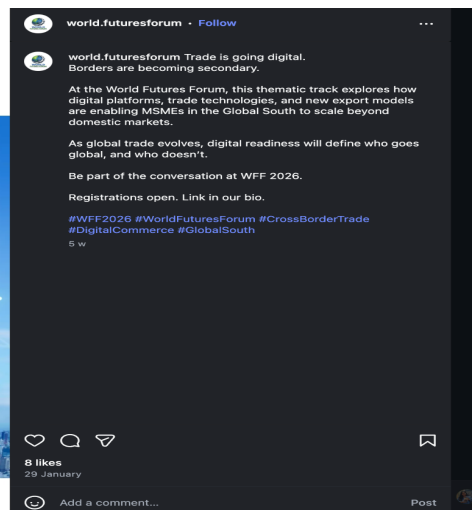 world.futuresforum • Follow
world.futuresforum Trade is going digital.
Borders are becoming secondary.
At the World Futures Forum, this thematic track explores how
digital platforms, trade technologies, and new export models
are enabling MSMEs in the Global South to scale beyond
domestic markets.
As global trade evolves, digital readiness will define who goes
global, and who doesn't.
Be part of the conversation at WFF 2026.
Registrations open. Link in our bio.
#WFF2026 #WorldFuturesForum #CrossBorderTrade
#DigitalCommerce #GlobalSouth
5 w
8 likes
29 January
Add a comment...
Post